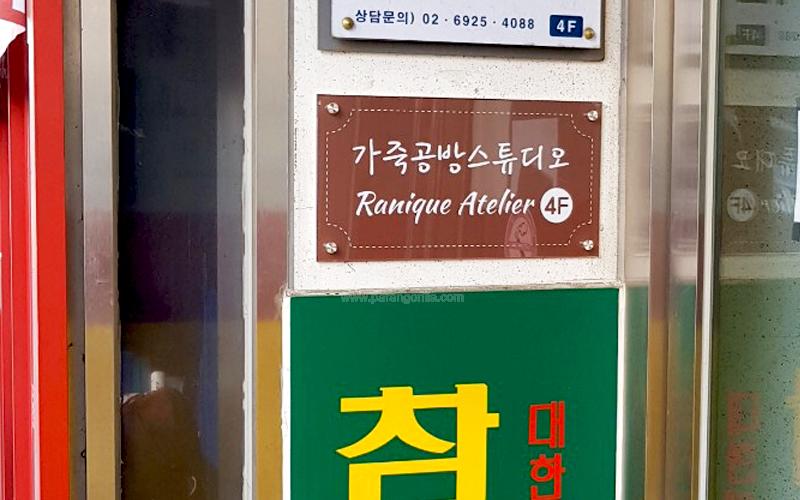 상담문의) 02 · 6925 · 4088 4F
가죽공방스튜디오
Ranique Atelier 4F
www.parangorilla.com
참
대한